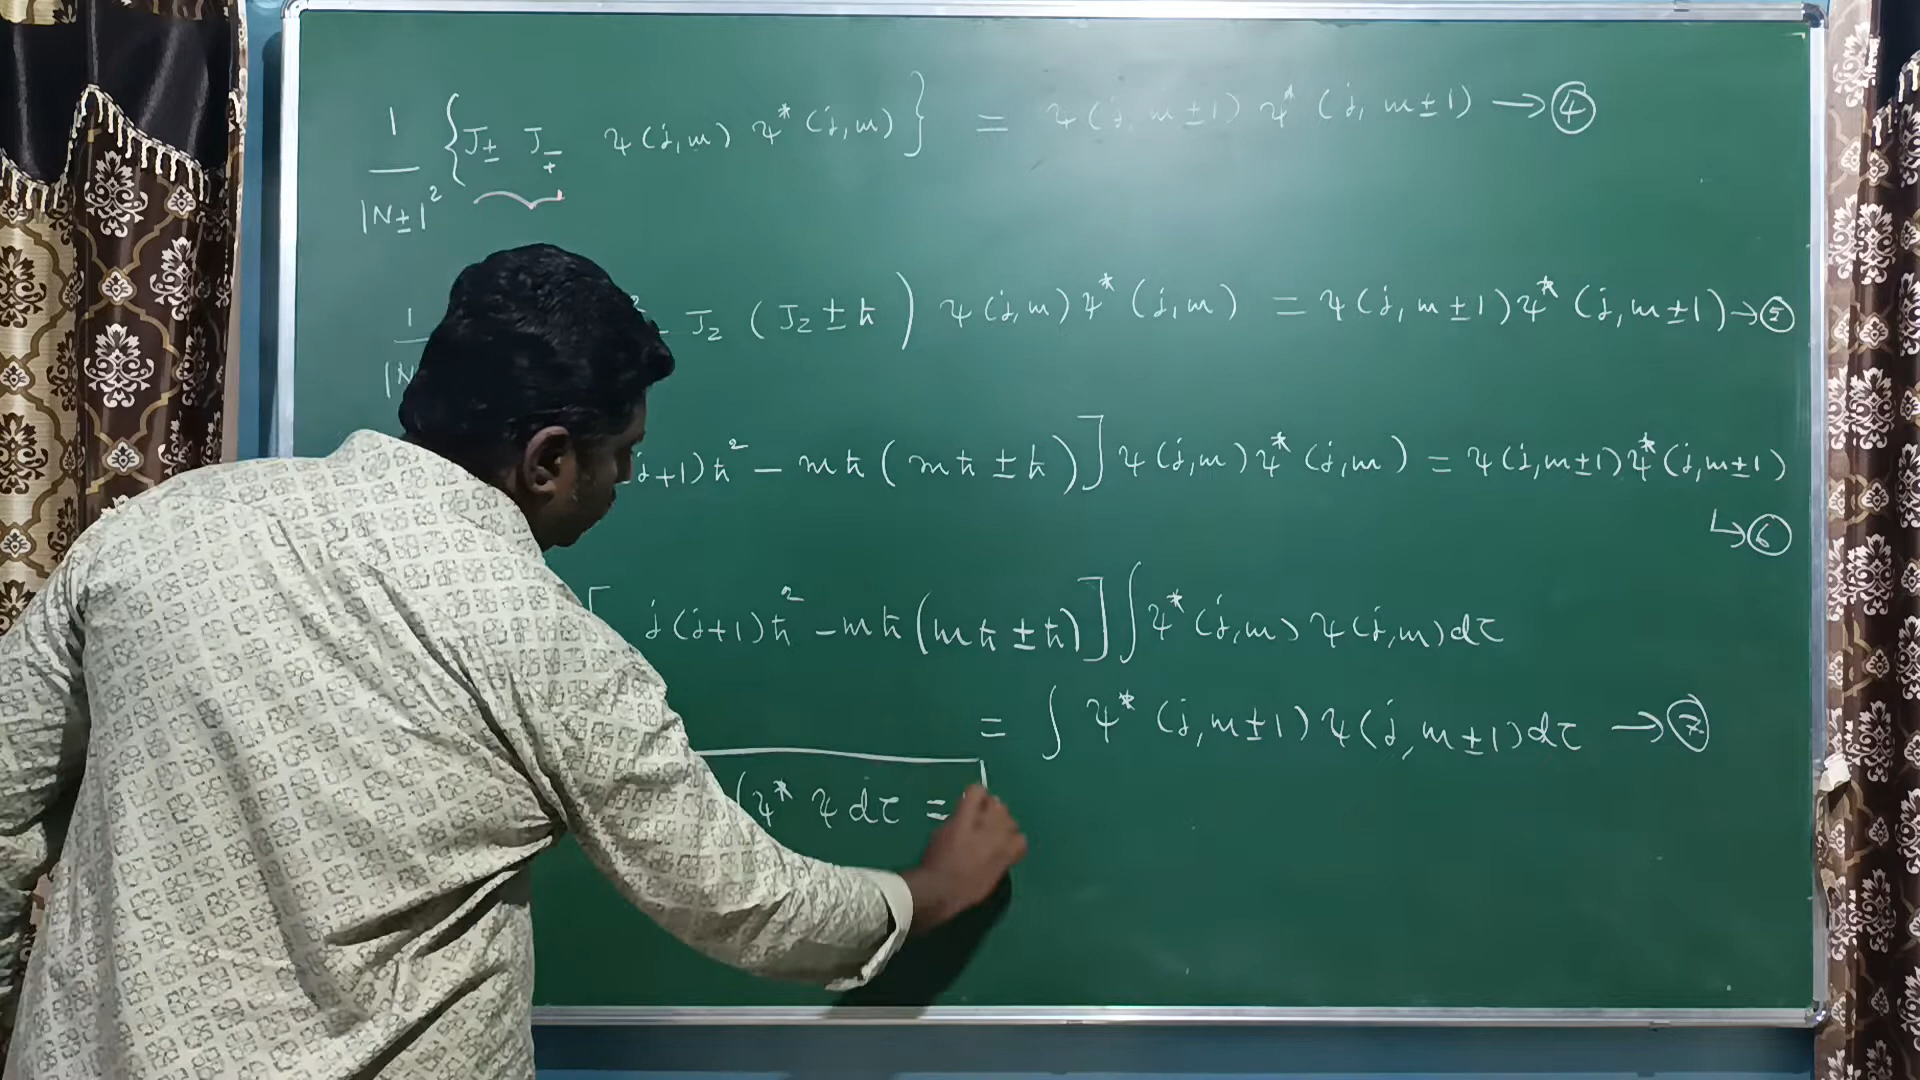 1/|N±|² {J± J∓ ψ(j,m) ψ*(j,m)} = ψ(j, m±1) ψ*(j, m±1) → ④
1/|N ² - J_z (J_z ± ħ)) ψ(j,m) ψ*(j,m) = ψ(j, m±1) ψ*(j, m±1) → ⑤
j+1)ħ² - mħ(mħ ± ħ)] ψ(j,m) ψ*(j,m) = ψ(j,m±1) ψ*(j,m±1)
↳ ⑥
[j(j+1)ħ² - mħ(mħ ± ħ)] ∫ψ*(j,m) ψ(j,m)dτ
= ∫ ψ*(j,m±1) ψ(j,m±1)dτ → ⑦
∫ψ* ψ dτ =